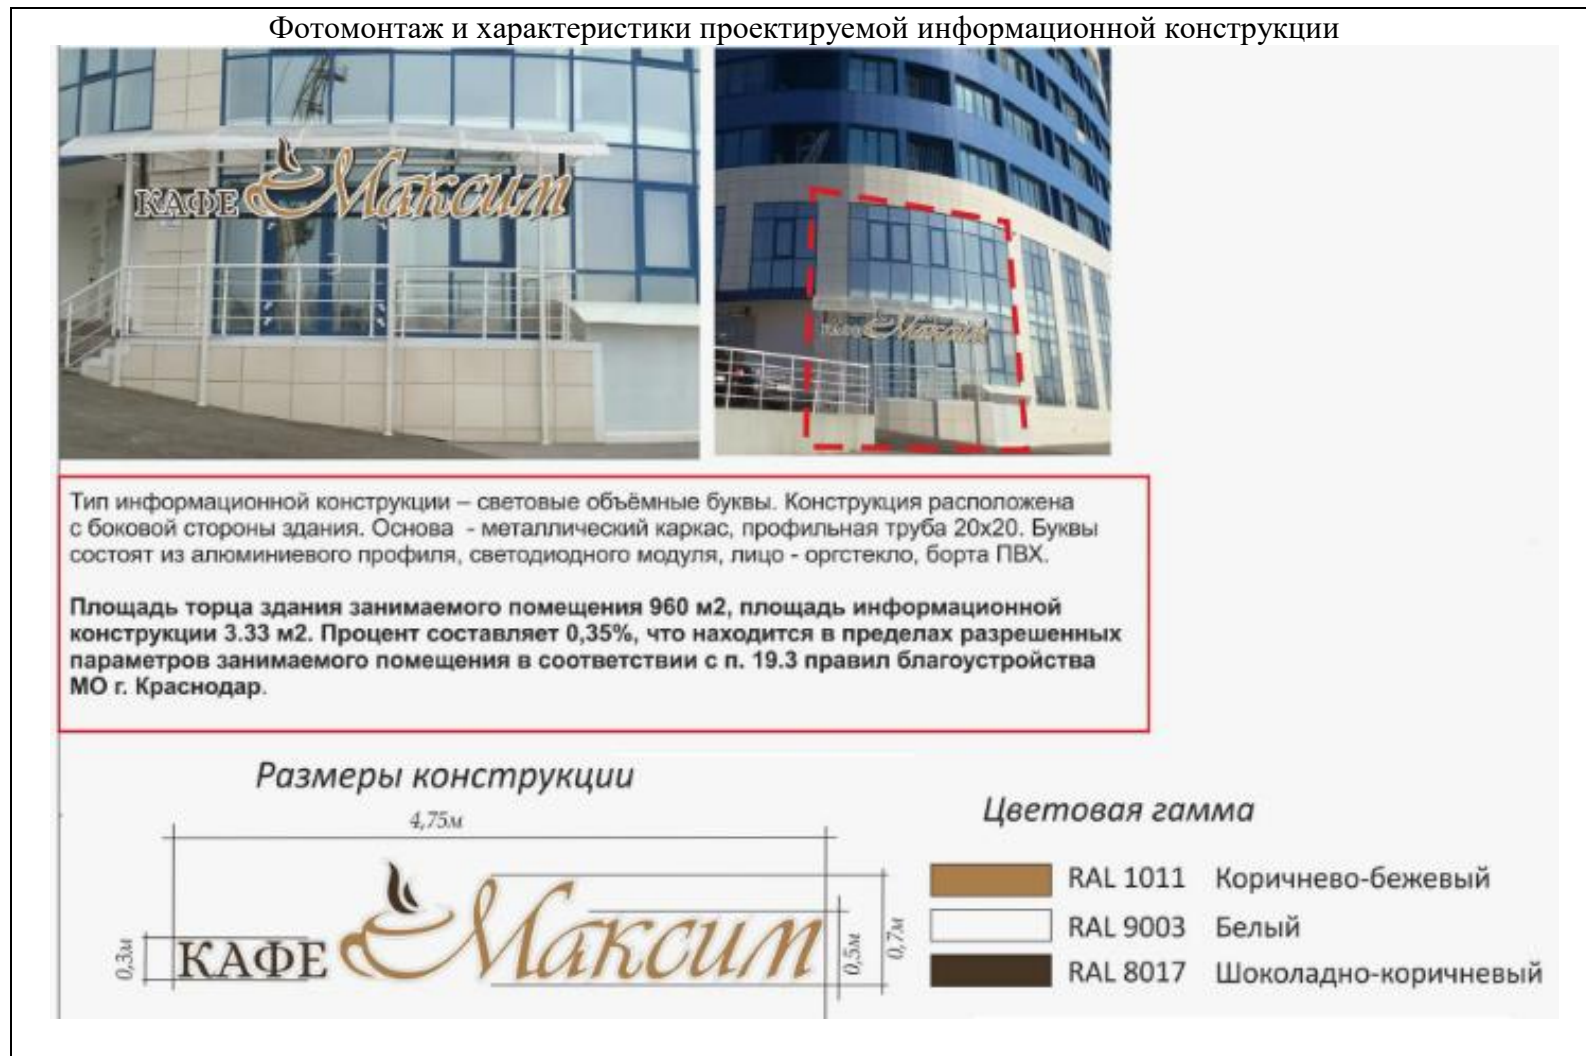 Фотомонтаж и характеристики проектируемой информационной конструкции
КАФЕ Максим
КАФЕ Максим
Тип информационной конструкции – световые объёмные буквы. Конструкция расположена
с боковой стороны здания. Основа - металлический каркас, профильная труба 20х20. Буквы
состоят из алюминиевого профиля, светодиодного модуля, лицо - оргстекло, борта ПВХ.
Площадь торца здания занимаемого помещения 960 м2, площадь информационной
конструкции 3.33 м2. Процент составляет 0,35%, что находится в пределах разрешенных
параметров занимаемого помещения в соответствии с п. 19.3 правил благоустройства
МО г. Краснодар.
Размеры конструкции
4,75м
0,3м
КАФЕ Максим
0,5м
0,7м
Цветовая гамма
RAL 1011 Коричнево-бежевый
RAL 9003 Белый
RAL 8017 Шоколадно-коричневый